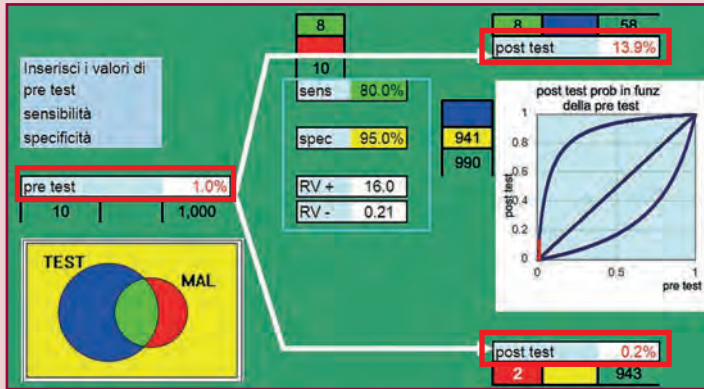 8
10
Inserisci i valori di
pre test
sensibilità
specificità
pre test 1.0%
10 1,000
sens 80.0%
spec 95.0%
RV + 16.0
RV - 0.21
941
990
8 58
post test 13.9%
post test prob in funz
della pre test
post test
1
0.8
0.6
0.4
0.2
0
0 0.5 1
pre test
TEST
MAL
post test 0.2%
2 943